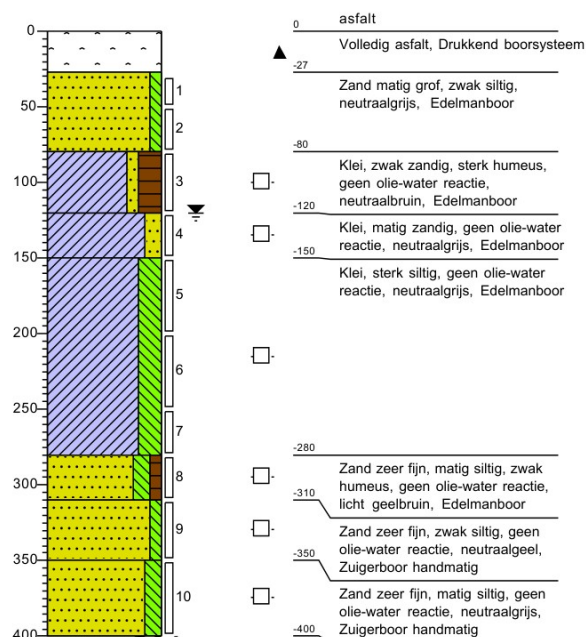 0
50
100
150
200
250
300
350
400
1
2
3
4
5
6
7
8
9
10
0
asfalt
Volledig asfalt, Drukkend boorsysteem
-27
Zand matig grof, zwak siltig,
neutraalgrijs, Edelmanboor
-80
Klei, zwak zandig, sterk humeus,
geen olie-water reactie,
neutraalbruin, Edelmanboor
-120
Klei, matig zandig, geen olie-water
reactie, neutraalgrijs, Edelmanboor
-150
Klei, sterk siltig, geen olie-water
reactie, neutraalgrijs, Edelmanboor
-280
Zand zeer fijn, matig siltig, zwak
humeus, geen olie-water reactie,
licht geelbruin, Edelmanboor
-310
Zand zeer fijn, zwak siltig, geen
olie-water reactie, neutraalgeel,
Zuigerboor handmatig
-350
Zand zeer fijn, matig siltig, geen
olie-water reactie, neutraalgrijs,
Zuigerboor handmatig
-400